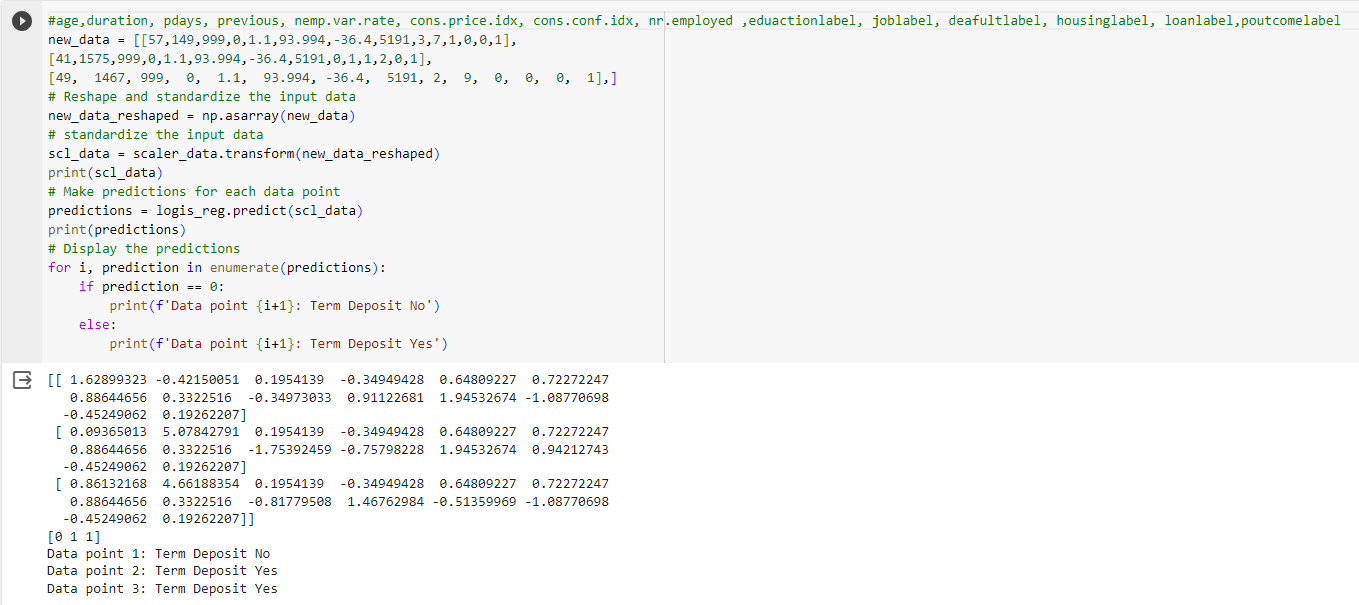 #age,duration, pdays, previous, nemp.var.rate, cons.price.idx, cons.conf.idx, nr.employed ,eduactionlabel, joblabel, deafultlabel, housinglabel, loanlabel,poutcomelabel
new_data = [[57,149,999,0,1.1,93.994,-36.4,5191,3,7,1,0,0,1],
[41,1575,999,0,1.1,93.994,-36.4,5191,0,1,1,2,0,1],
[49, 1467, 999, 0, 1.1, 93.994, -36.4, 5191, 2, 9, 0, 0, 0, 1],]
# Reshape and standardize the input data
new_data_reshaped = np.asarray(new_data)
# standardize the input data
scl_data = scaler_data.transform(new_data_reshaped)
print(scl_data)
# Make predictions for each data point
predictions = logis_reg.predict(scl_data)
print(predictions)
# Display the predictions
for i, prediction in enumerate(predictions):
    if prediction == 0:
        print(f'Data point {i+1}: Term Deposit No')
    else:
        print(f'Data point {i+1}: Term Deposit Yes')
[[ 1.62899323 -0.42150051 0.1954139 -0.34949428 0.64809227 0.72272247
0.88644656 0.3322516 -0.34973033 0.91122681 1.94532674 -1.08770698
-0.45249062 0.19262207]
[ 0.09365013 5.07842791 0.1954139 -0.34949428 0.64809227 0.72272247
0.88644656 0.3322516 -1.75392459 -0.75798228 1.94532674 0.94212743
-0.45249062 0.19262207]
[ 0.86132168 4.66188354 0.1954139 -0.34949428 0.64809227 0.72272247
0.88644656 0.3322516 -0.81779508 1.46762984 -0.51359969 -1.08770698
-0.45249062 0.19262207]]
[0 1 1]
Data point 1: Term Deposit No
Data point 2: Term Deposit Yes
Data point 3: Term Deposit Yes